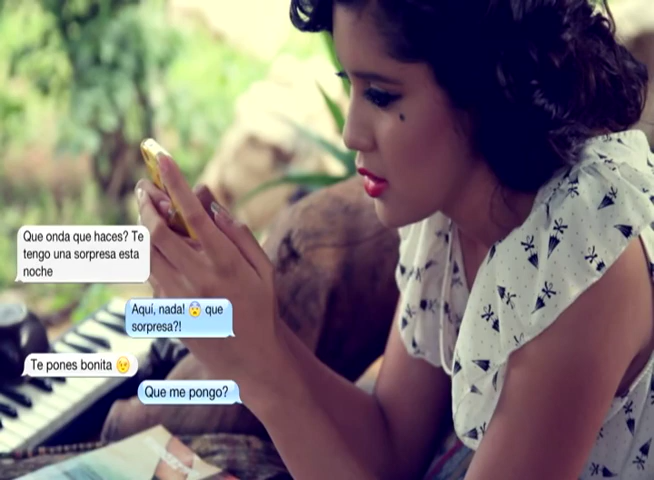 Que onda que haces? Te
tengo una sorpresa esta
noche
Aquí, nada! 😨 que
sorpresa?!
Te pones bonita 😉
Que me pongo?